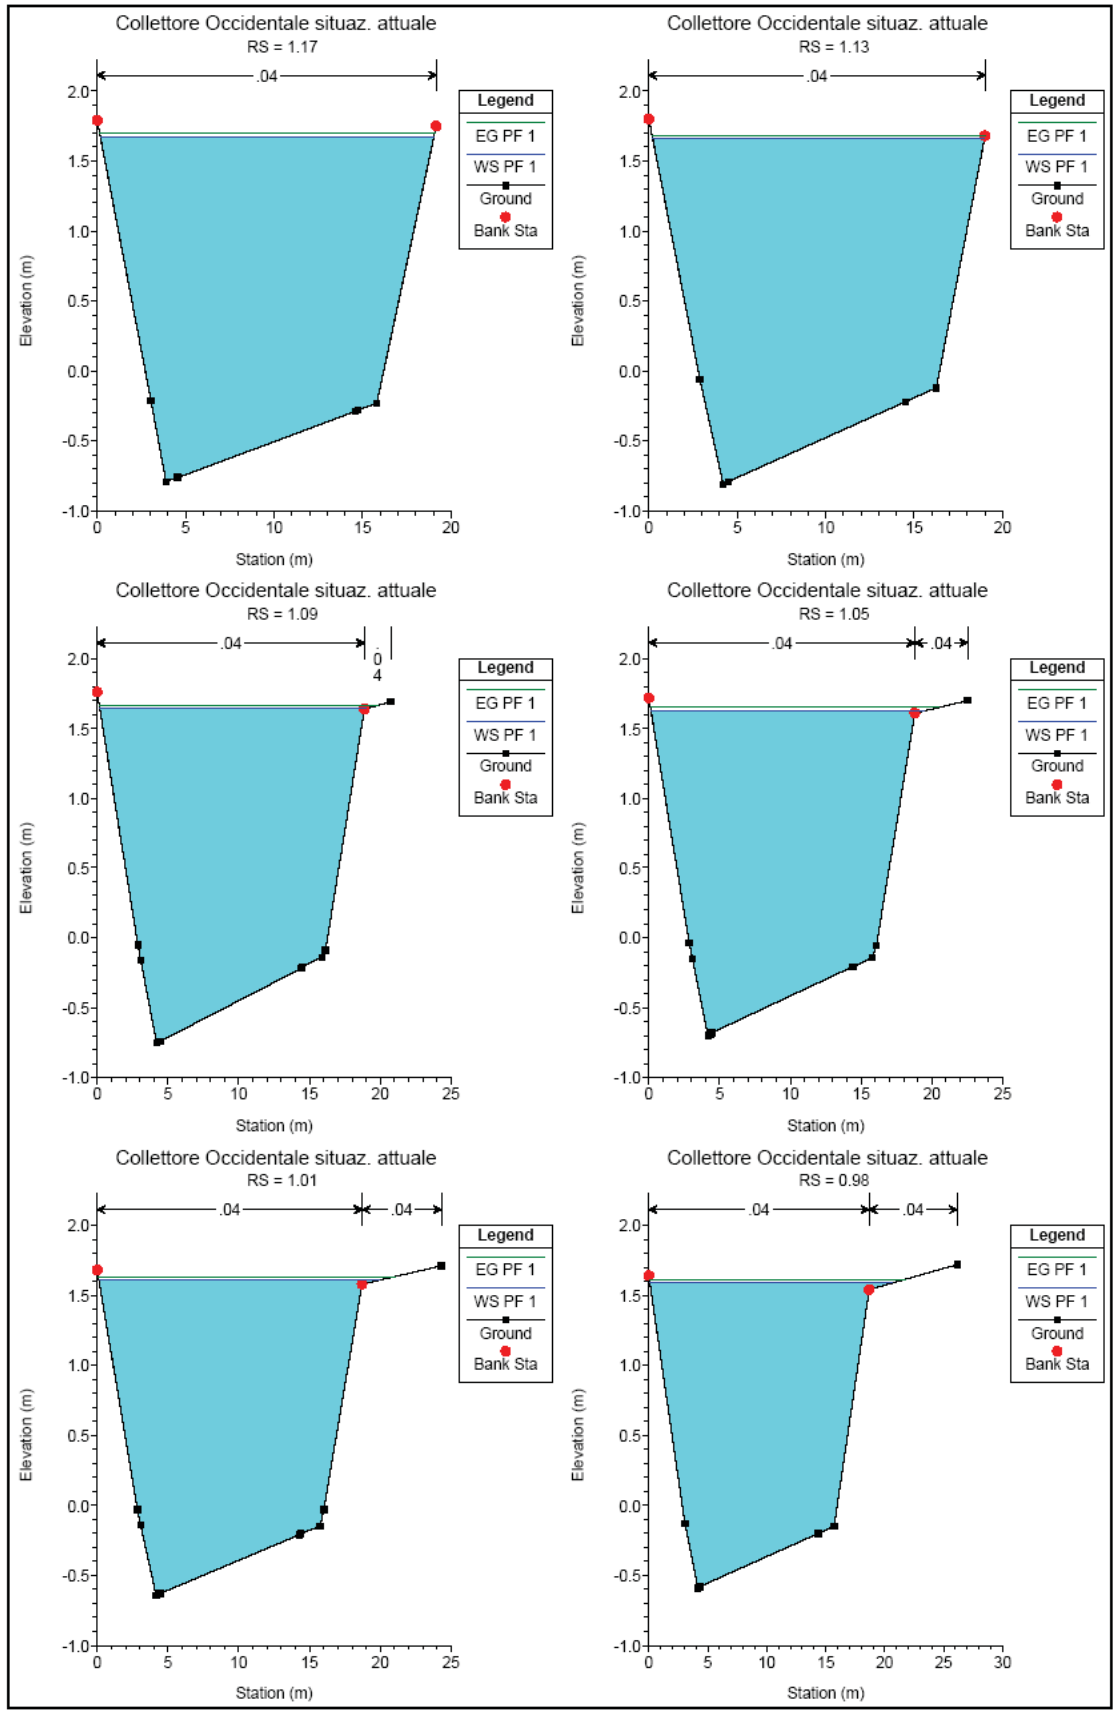 Collettore Occidentale situaz. attuale
RS = 1.17
.04
2.0
1.5
1.0
0.5
0.0
-0.5
-1.0
0
5
10
15
20
Station (m)
Elevation (m)
Legend
EG PF 1
WS PF 1
Ground
Bank Sta
Collettore Occidentale situaz. attuale
RS = 1.13
.04
2.0
1.5
1.0
0.5
0.0
-0.5
-1.0
0
5
10
15
20
Station (m)
Elevation (m)
Legend
EG PF 1
WS PF 1
Ground
Bank Sta
Collettore Occidentale situaz. attuale
RS = 1.09
.04
.04
2.0
1.5
1.0
0.5
0.0
-0.5
-1.0
0
5
10
15
20
25
Station (m)
Elevation (m)
Legend
EG PF 1
WS PF 1
Ground
Bank Sta
Collettore Occidentale situaz. attuale
RS = 1.05
.04
.04
2.0
1.5
1.0
0.5
0.0
-0.5
-1.0
0
5
10
15
20
25
Station (m)
Elevation (m)
Legend
EG PF 1
WS PF 1
Ground
Bank Sta
Collettore Occidentale situaz. attuale
RS = 1.01
.04
.04
2.0
1.5
1.0
0.5
0.0
-0.5
-1.0
0
5
10
15
20
25
Station (m)
Elevation (m)
Legend
EG PF 1
WS PF 1
Ground
Bank Sta
Collettore Occidentale situaz. attuale
RS = 0.98
.04
.04
2.0
1.5
1.0
0.5
0.0
-0.5
-1.0
0
5
10
15
20
25
30
Station (m)
Elevation (m)
Legend
EG PF 1
WS PF 1
Ground
Bank Sta